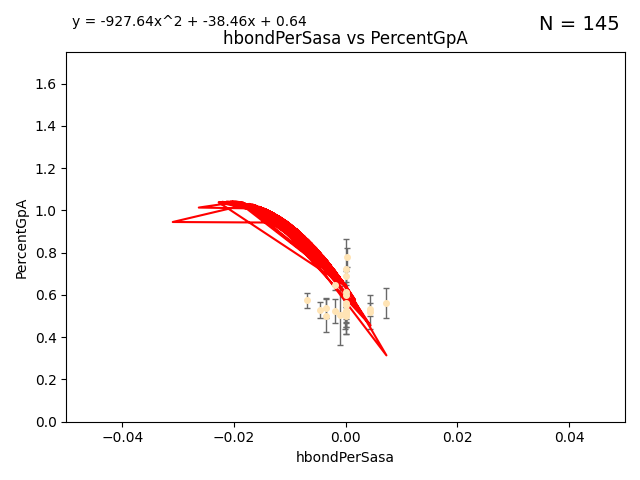 y = -927.64x^2 + -38.46x + 0.64
N = 145
hbondPerSasa vs PercentGpA
PercentGpA
1.6
1.4
1.2
1.0
0.8
0.6
0.4
0.2
0.0
−0.04
−0.02
0.00
0.02
0.04
hbondPerSasa